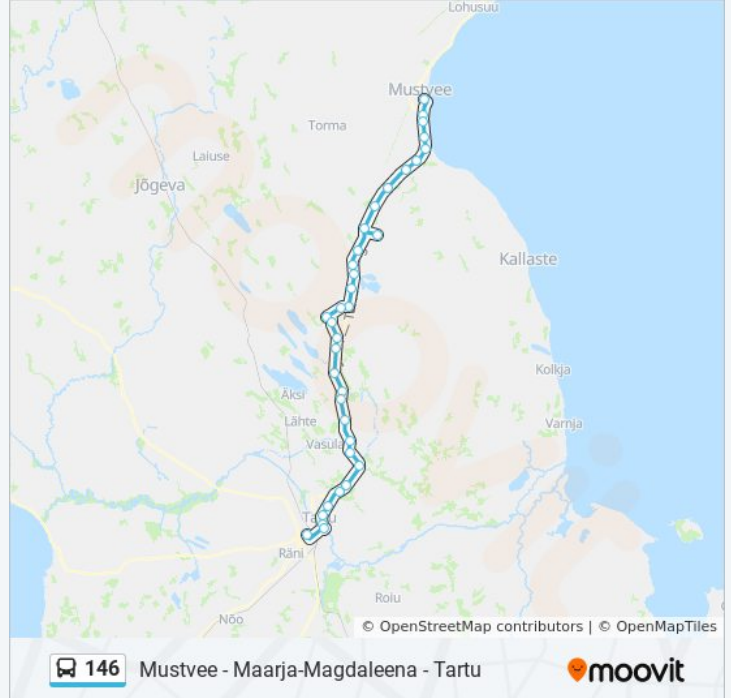 Lohusuu
Mustvee
Torma
Laiuse
Jõgeva
Kallaste
Kolkja
Äksi
Lähte
Varnja
Vasula
Räni
Roiu
Nõo
© OpenStreetMap contributors | © OpenMapTiles
146 Mustvee - Maarja-Magdaleena - Tartu
moovit